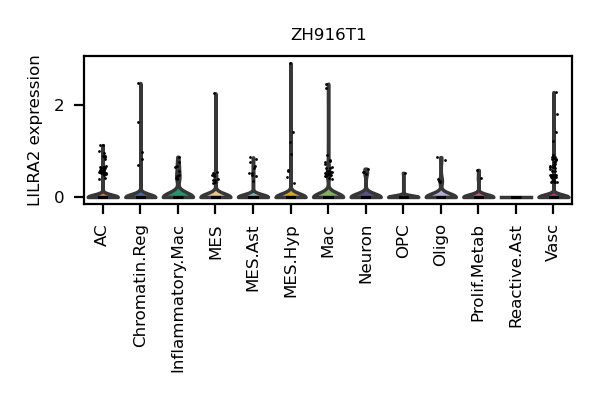 ZH916T1
LILRA2 expression
2
0
AC
Chromatin.Reg
Inflammatory.Mac
MES
MES.Ast
MES.Hyp
Mac
Neuron
OPC
Oligo
Prolif.Metab
Reactive.Ast
Vasc